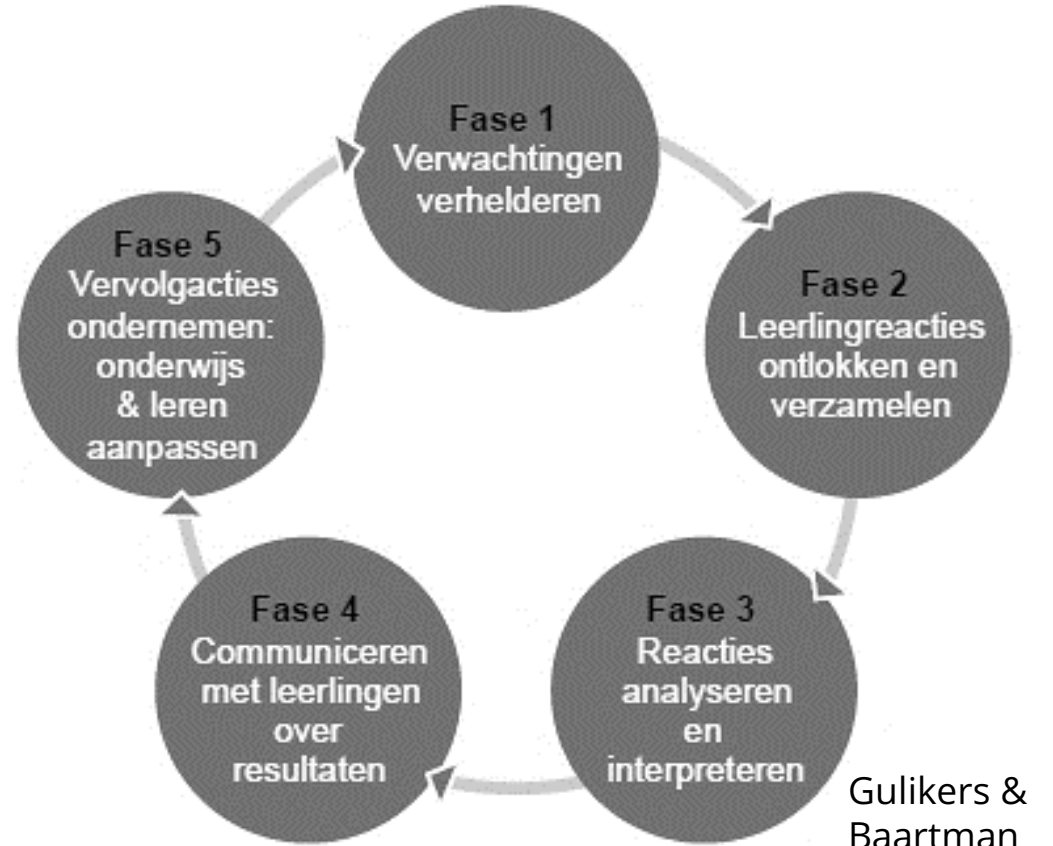 Fase 1
Verwachtingen
verhelderen
Fase 2
Leerlingreacties
ontlokken en
verzamelen
Fase 3
Reacties
analyseren
en
interpreteren
Fase 4
Communiceren
met leerlingen
over
resultaten
Fase 5
Vervolgacties
ondernemen:
onderwijs
& leren
aanpassen
Gulikers &
Baartman